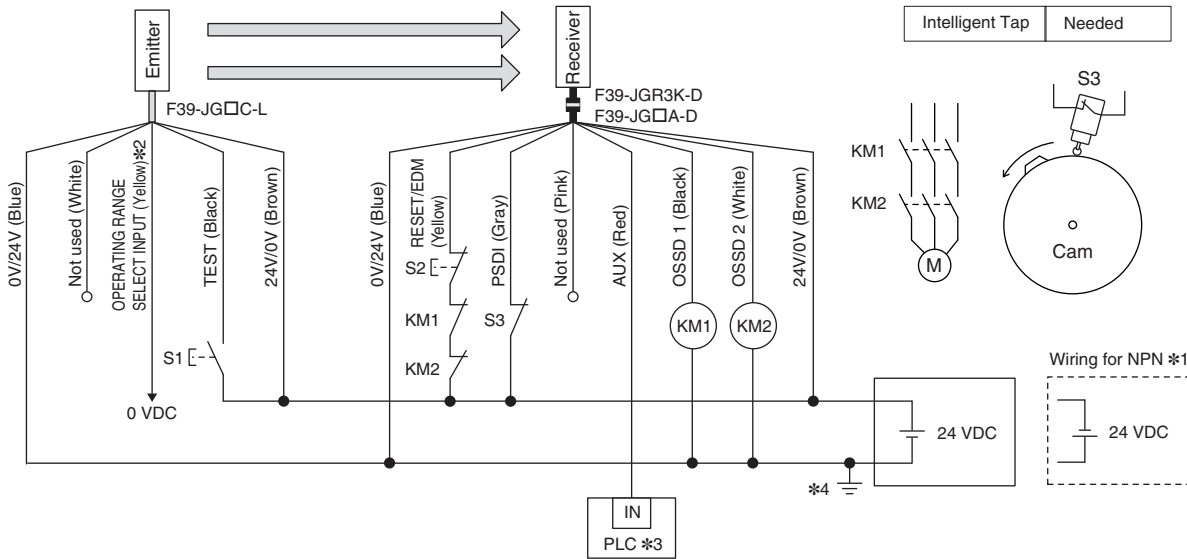 Emitter
Receiver
Intelligent Tap
Needed
F39-JG□C-L
F39-JGR3K-D
F39-JG□A-D
S3
0V/24V (Blue)
Not used (White)
OPERATING RANGE
SELECT INPUT (Yellow)✻2
TEST (Black)
24V/0V (Brown)
0V/24V (Blue)
RESET/EDM
(Yellow)
PSDI (Gray)
Not used (Pink)
AUX (Red)
OSSD 1 (Black)
OSSD 2 (White)
24V/0V (Brown)
KM1
KM2
M
Cam
S2
KM1
S3
KM1
KM2
S1
KM2
0 VDC
Wiring for NPN ✻1
24 VDC
24 VDC
✻4
IN
PLC ✻3